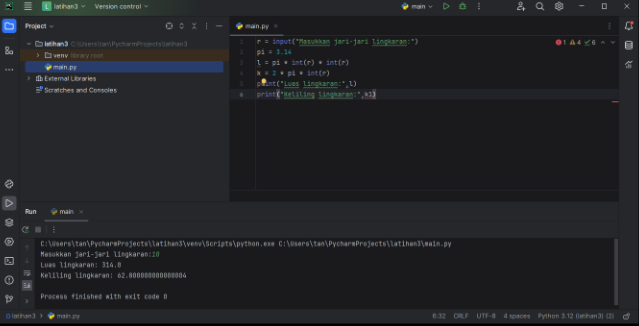 latihan3 Version control main
Project
main.py
latihan3 C:\Users\tan\PycharmProjects\latihan3
venv library root
main.py
External Libraries
Scratches and Consoles
1 4 6
1 r = input("Masukkan jari-jari lingkaran:")
2 pi = 3.14
3 l = pi * int(r) * int(r)
4 k = 2 * pi * int(r)
5 print("Luas lingkaran:",l)
6 print("Keliling lingkaran:",k1)
Run main
C:\Users\tan\PycharmProjects\latihan3\venv\Scripts\python.exe C:\Users\tan\PycharmProjects\latihan3\main.py
Masukkan jari-jari lingkaran:10
Luas lingkaran: 314.0
Keliling lingkaran: 62.800000000000004
Process finished with exit code 0
latihan3 > main.py
6:32 CRLF UTF-8 4 spaces Python 3.12 (latihan3) (2)